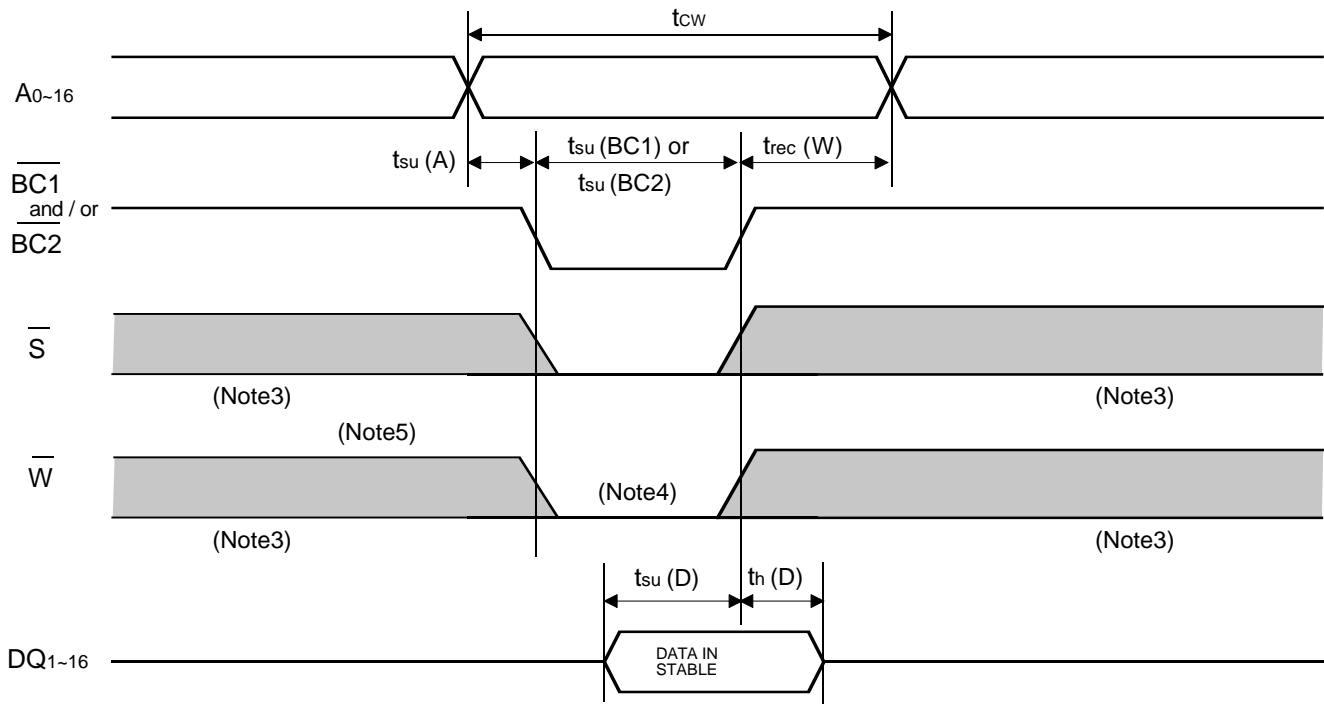 tCW
A0~16
tsu (A)
tsu (BC1) or
tsu (BC2)
trec (W)
BC1
and / or
BC2
S
(Note3)
(Note3)
(Note5)
W
(Note4)
(Note3)
(Note3)
tsu (D)
th (D)
DQ1~16
DATA IN
STABLE